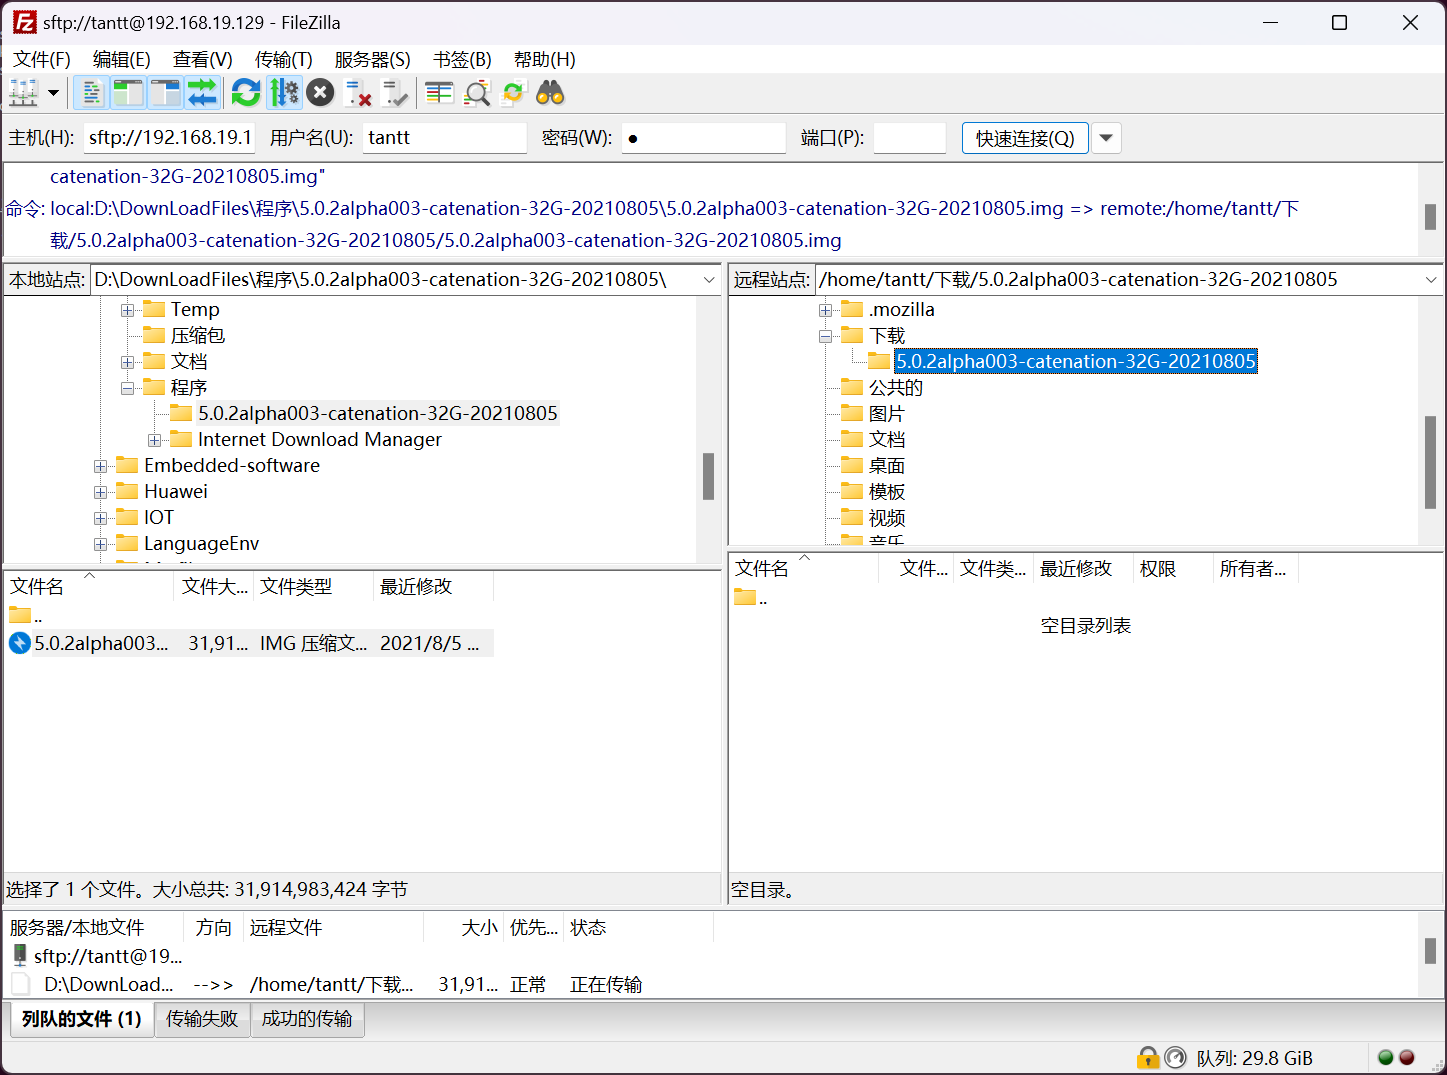 sftp://tantt@192.168.19.129 - FileZilla
文件(F) 编辑(E) 查看(V) 传输(T) 服务器(S) 书签(B) 帮助(H)
主机(H): sftp://192.168.19.1 用户名(U): tantt 密码(W): ● 端口(P): 快速连接(Q)
catenation-32G-20210805.img"
命令: local:D:\DownLoadFiles\程序\5.0.2alpha003-catenation-32G-20210805\5.0.2alpha003-catenation-32G-20210805.img => remote:/home/tantt/下
载/5.0.2alpha003-catenation-32G-20210805/5.0.2alpha003-catenation-32G-20210805.img
本地站点: D:\DownLoadFiles\程序\5.0.2alpha003-catenation-32G-20210805\
Temp
压缩包
文档
程序
5.0.2alpha003-catenation-32G-20210805
Internet Download Manager
Embedded-software
Huawei
IOT
LanguageEnv
文件名 文件大... 文件类型 最近修改
..
5.0.2alpha003... 31,91... IMG 压缩文... 2021/8/5 ...
选择了 1 个文件。大小总共: 31,914,983,424 字节
远程站点: /home/tantt/下载/5.0.2alpha003-catenation-32G-20210805
.mozilla
下载
5.0.2alpha003-catenation-32G-20210805
公共的
图片
文档
桌面
模板
视频
音乐
文件名 文件... 文件类... 最近修改 权限 所有者...
..
空目录列表
空目录。
服务器/本地文件 方向 远程文件 大小 优先... 状态
sftp://tantt@19...
D:\DownLoad... -->> /home/tantt/下载... 31,91... 正常 正在传输
列队的文件 (1) 传输失败 成功的传输
队列: 29.8 GiB